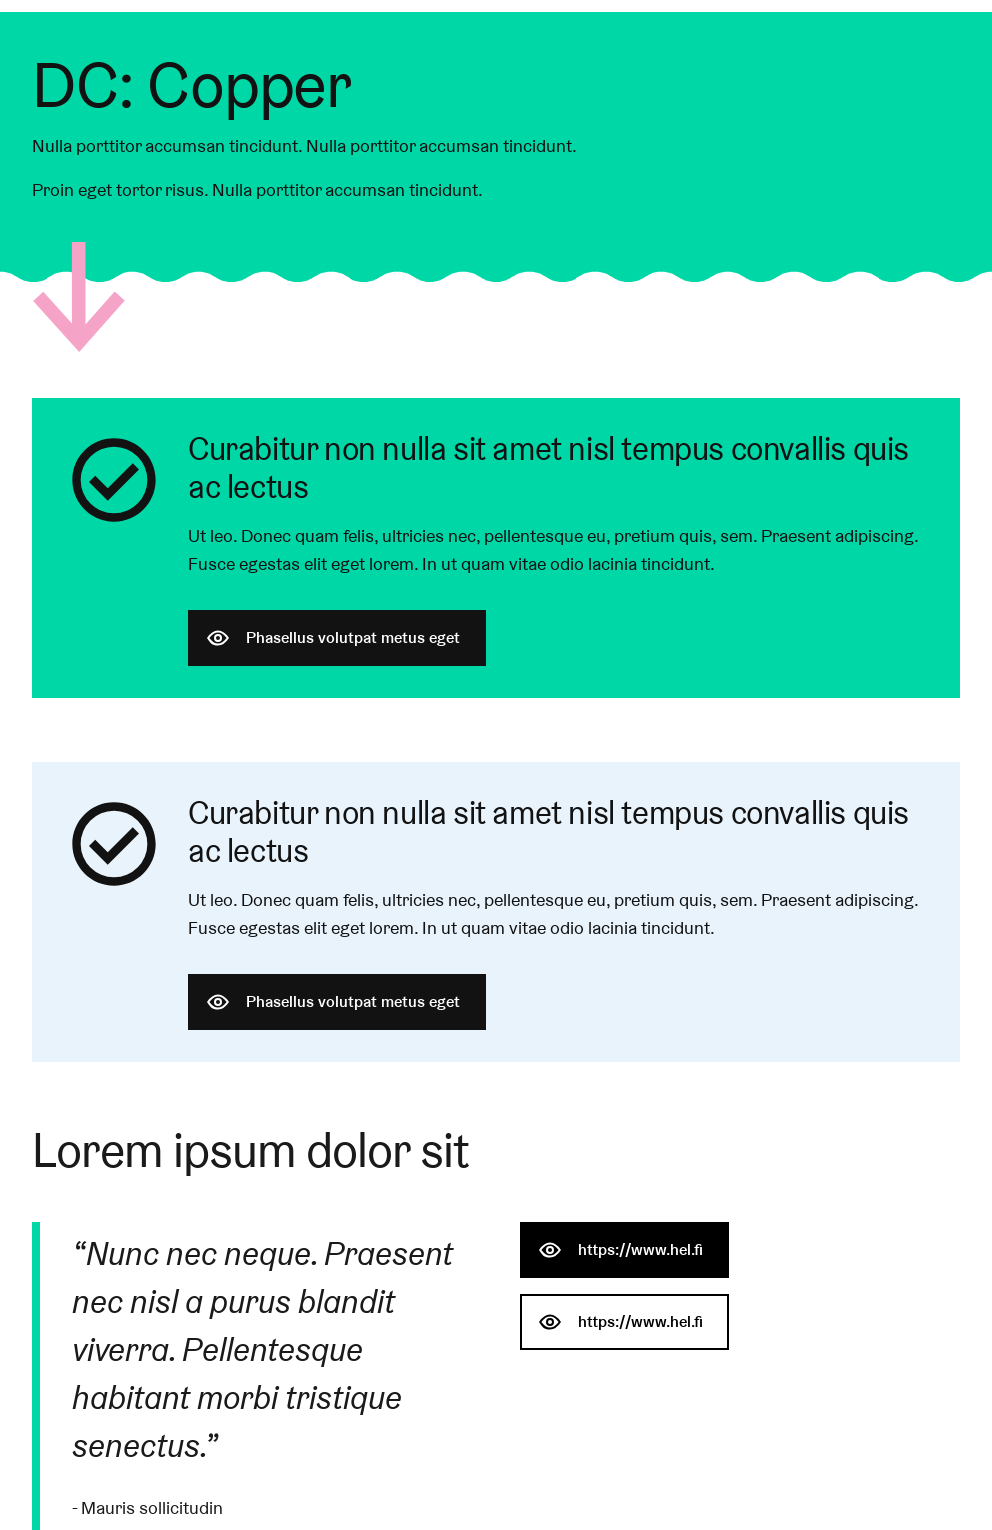 DC: Copper
Nulla porttitor accumsan tincidunt. Nulla porttitor accumsan tincidunt.
Proin eget tortor risus. Nulla porttitor accumsan tincidunt.
Curabitur non nulla sit amet nisl tempus convallis quis
ac lectus
Ut leo. Donec quam felis, ultricies nec, pellentesque eu, pretium quis, sem. Praesent adipiscing.
Fusce egestas elit eget lorem. In ut quam vitae odio lacinia tincidunt.
Phasellus volutpat metus eget
Curabitur non nulla sit amet nisl tempus convallis quis
ac lectus
Ut leo. Donec quam felis, ultricies nec, pellentesque eu, pretium quis, sem. Praesent adipiscing.
Fusce egestas elit eget lorem. In ut quam vitae odio lacinia tincidunt.
Phasellus volutpat metus eget
Lorem ipsum dolor sit
“Nunc nec neque. Praesent
nec nisl a purus blandit
viverra. Pellentesque
habitant morbi tristique
senectus.”
- Mauris sollicitudin
https://www.hel.fi
https://www.hel.fi